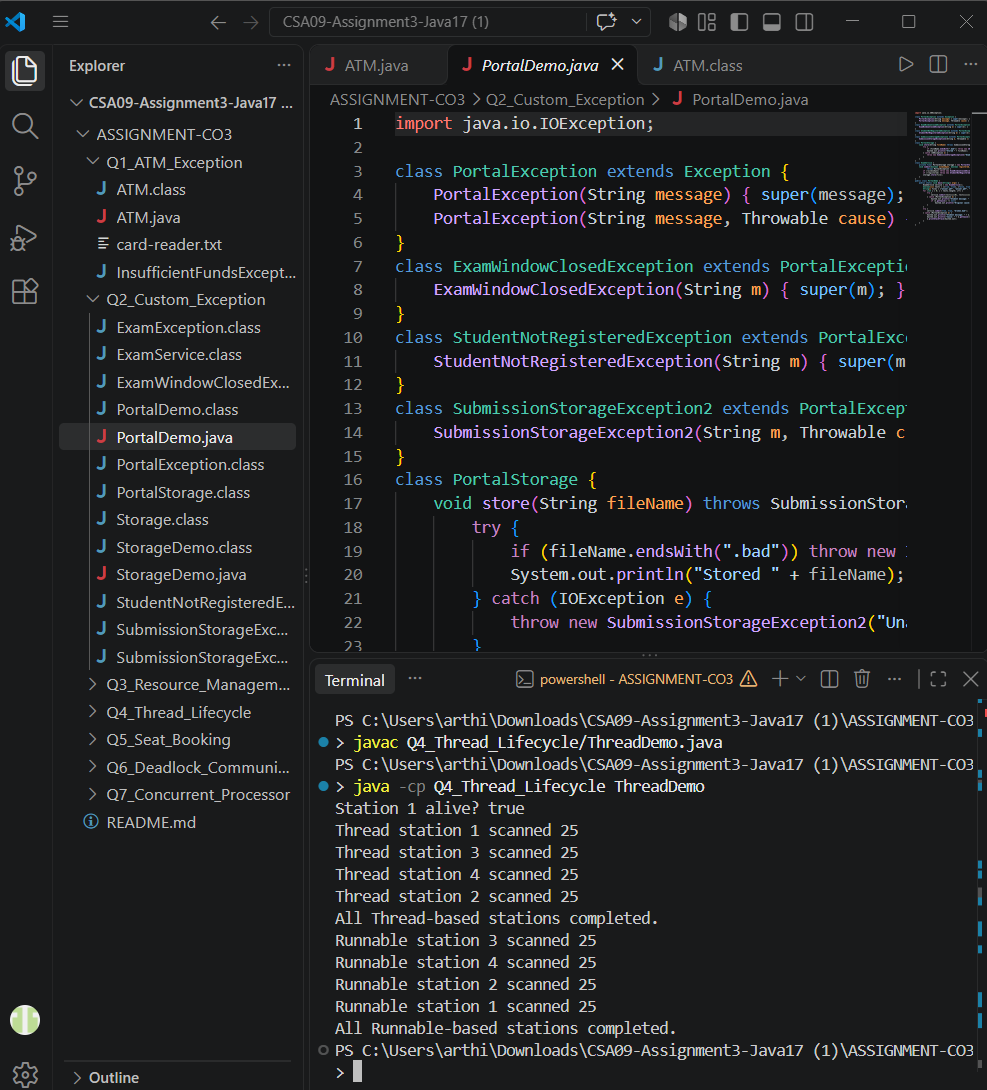 CSA09-Assignment3-Java17 (1)
Explorer
CSA09-Assignment3-Java17 ...
ASSIGNMENT-CO3
Q1_ATM_Exception
ATM.class
ATM.java
card-reader.txt
InsufficientFundsExcept...
Q2_Custom_Exception
ExamException.class
ExamService.class
ExamWindowClosedEx...
PortalDemo.class
PortalDemo.java
PortalException.class
PortalStorage.class
Storage.class
StorageDemo.class
StorageDemo.java
StudentNotRegisteredE...
SubmissionStorageExc...
SubmissionStorageExc...
Q3_Resource_Managem...
Q4_Thread_Lifecycle
Q5_Seat_Booking
Q6_Deadlock_Communi...
Q7_Concurrent_Processor
README.md
Outline
ATM.java PortalDemo.java ATM.class
ASSIGNMENT-CO3 > Q2_Custom_Exception > PortalDemo.java
1 import java.io.IOException;
2
3 class PortalException extends Exception {
4 PortalException(String message) { super(message);
5 PortalException(String message, Throwable cause)
6 }
7 class ExamWindowClosedException extends PortalExcepti
8 ExamWindowClosedException(String m) { super(m); }
9 }
10 class StudentNotRegisteredException extends PortalExc
11 StudentNotRegisteredException(String m) { super(m
12 }
13 class SubmissionStorageException2 extends PortalExcep
14 SubmissionStorageException2(String m, Throwable c
15 }
16 class PortalStorage {
17 void store(String fileName) throws SubmissionStor
18 try {
19 if (fileName.endsWith(".bad")) throw new
20 System.out.println("Stored " + fileName);
21 } catch (IOException e) {
22 throw new SubmissionStorageException2("Un
23 }
Terminal
powershell - ASSIGNMENT-CO3
PS C:\Users\arthi\Downloads\CSA09-Assignment3-Java17 (1)\ASSIGNMENT-CO3
> javac Q4_Thread_Lifecycle/ThreadDemo.java
PS C:\Users\arthi\Downloads\CSA09-Assignment3-Java17 (1)\ASSIGNMENT-CO3
> java -cp Q4_Thread_Lifecycle ThreadDemo
Station 1 alive? true
Thread station 1 scanned 25
Thread station 3 scanned 25
Thread station 4 scanned 25
Thread station 2 scanned 25
All Thread-based stations completed.
Runnable station 3 scanned 25
Runnable station 4 scanned 25
Runnable station 2 scanned 25
Runnable station 1 scanned 25
All Runnable-based stations completed.
PS C:\Users\arthi\Downloads\CSA09-Assignment3-Java17 (1)\ASSIGNMENT-CO3
>